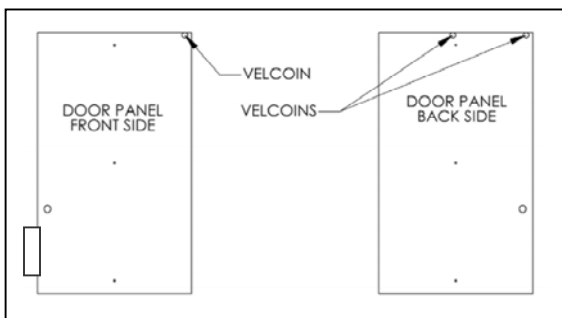 VELCOIN
VELCOINS
DOOR PANEL
FRONT SIDE
DOOR PANEL
BACK SIDE